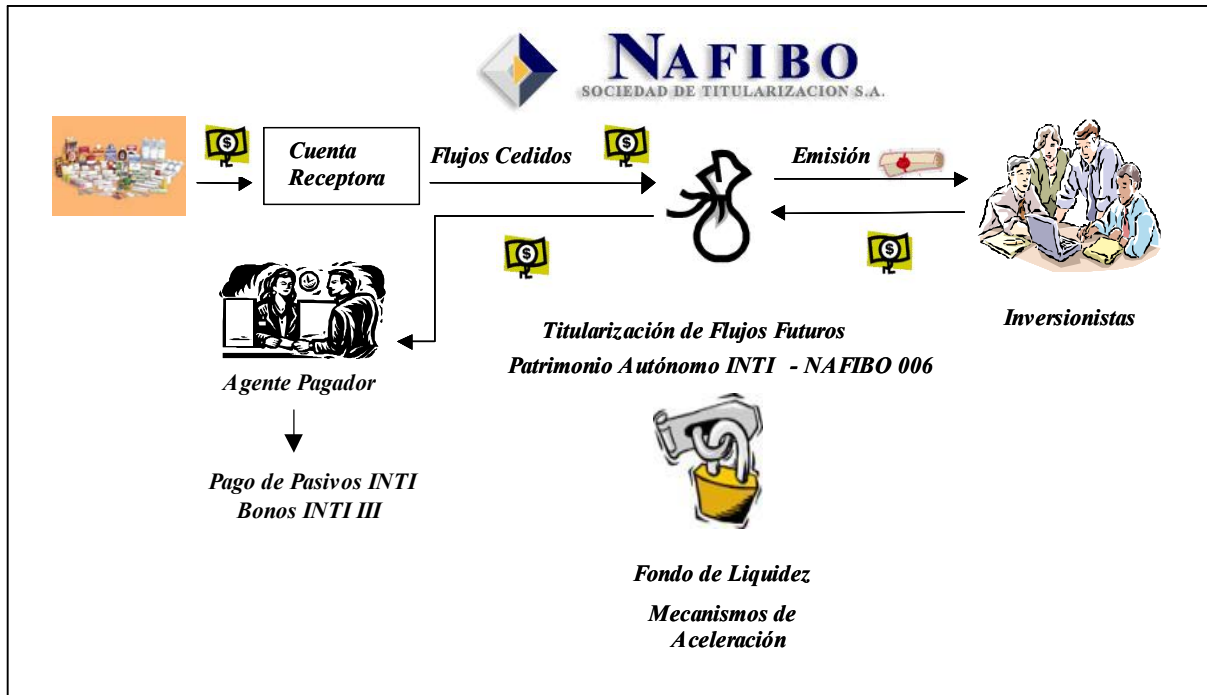 NAFIBO
SOCIEDAD DE TITULARIZACION S.A.
Cuenta
Receptora
Flujos Cedidos
Emisión
Inversionistas
Titularización de Flujos Futuros
Patrimonio Autónomo INTI - NAFIBO 006
Agente Pagador
Pago de Pasivos INTI
Bonos INTI III
Fondo de Liquidez
Mecanismos de
Aceleración